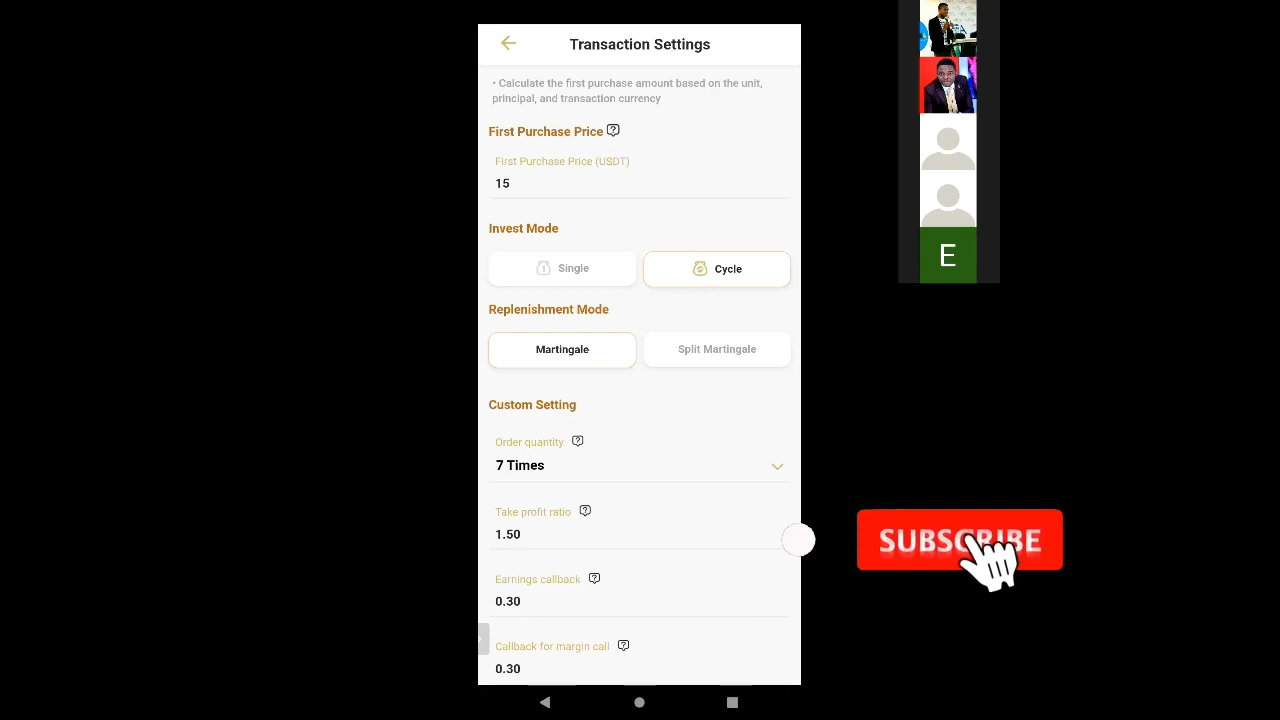 Transaction Settings
• Calculate the first purchase amount based on the unit,
principal, and transaction currency
First Purchase Price
First Purchase Price (USDT)
15
Invest Mode
Single
Cycle
Replenishment Mode
Martingale
Split Martingale
Custom Setting
Order quantity
7 Times
Take profit ratio
1.50
Earnings callback
0.30
Callback for margin call
0.30
E
SUBSCRIBE